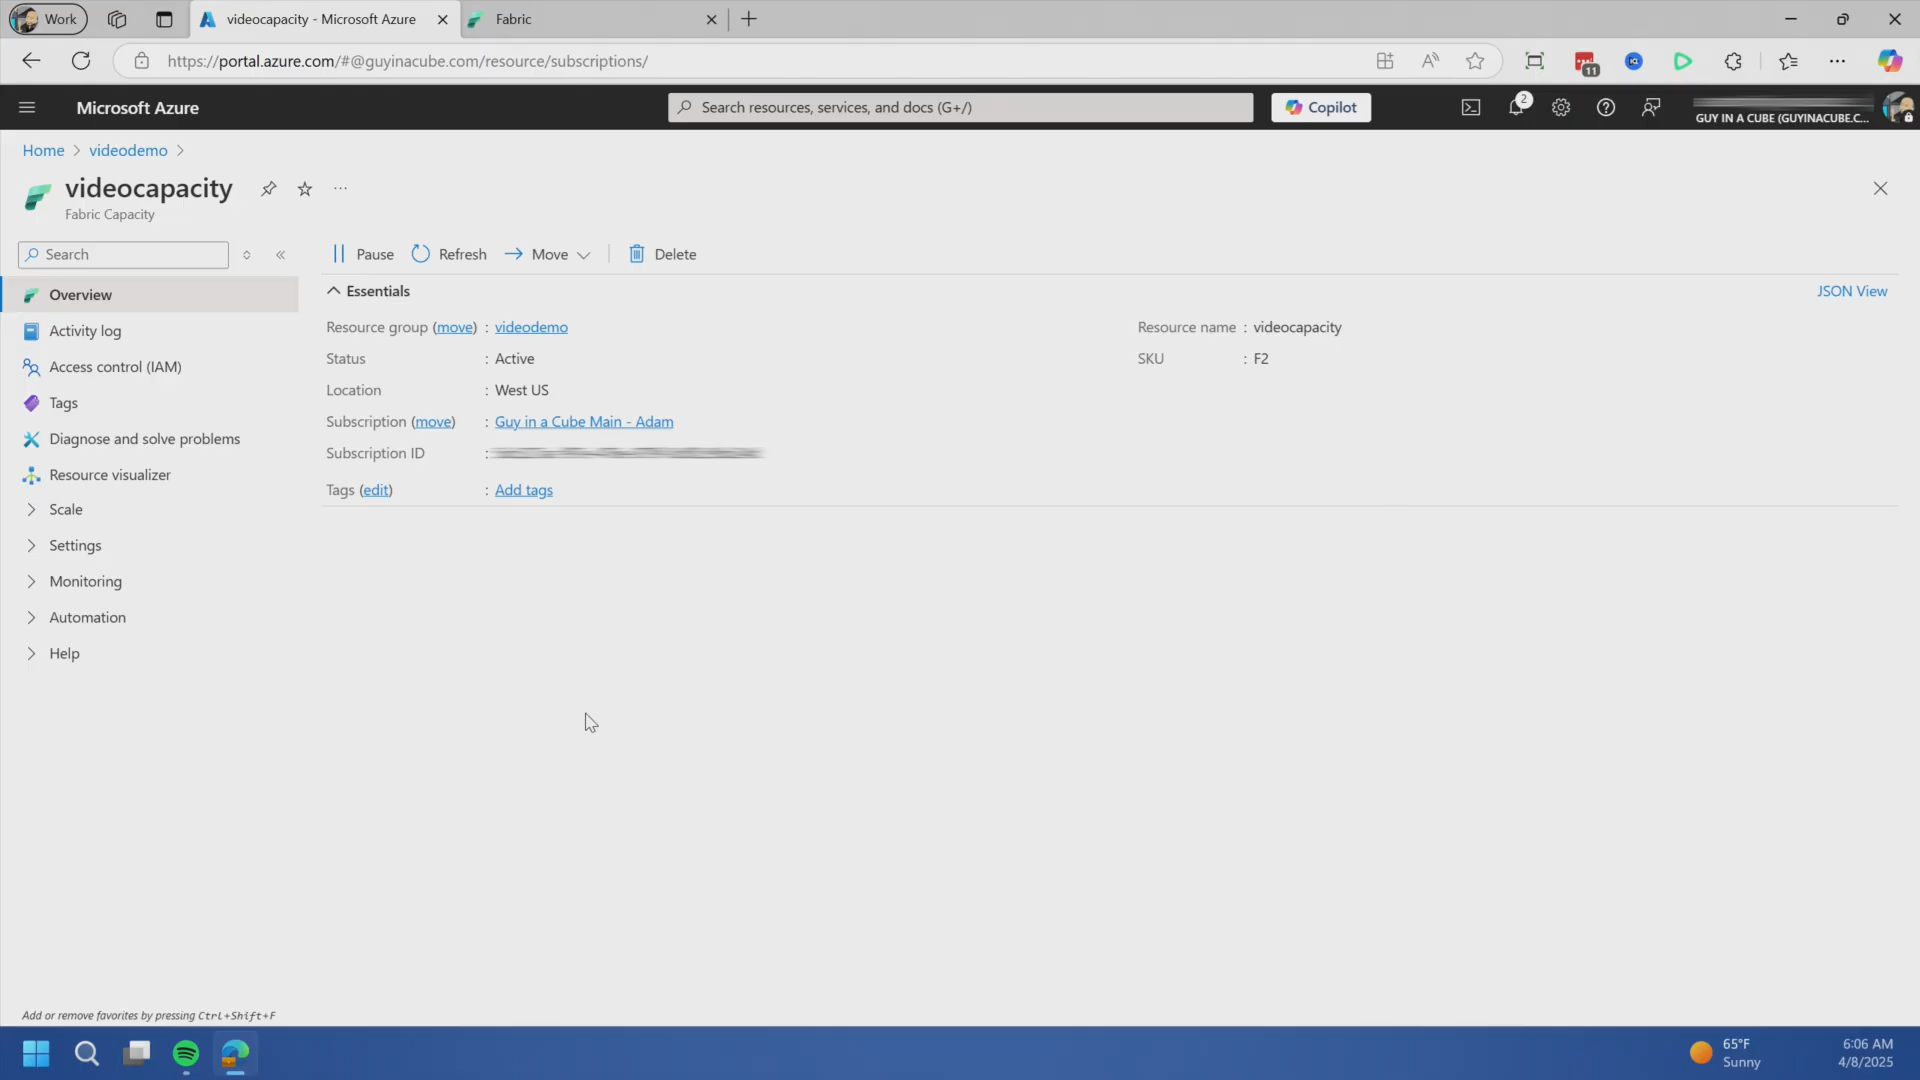 Work
videocapacity - Microsoft Azure
Fabric
https://portal.azure.com/#@guyinacube.com/resource/subscriptions/
11
Microsoft Azure
Search resources, services, and docs (G+/)
Copilot
2
GUY IN A CUBE (GUYINACUBE.C...
Home > videodemo >
videocapacity
Fabric Capacity
Search
Pause Refresh Move Delete
Overview
Activity log
Access control (IAM)
Tags
Diagnose and solve problems
Resource visualizer
Scale
Settings
Monitoring
Automation
Help
Essentials
JSON View
Resource group (move) : videodemo
Status : Active
Location : West US
Subscription (move) : Guy in a Cube Main - Adam
Subscription ID :
Tags (edit) : Add tags
Resource name : videocapacity
SKU : F2
Add or remove favorites by pressing Ctrl+Shift+F
65°F
Sunny
6:06 AM
4/8/2025